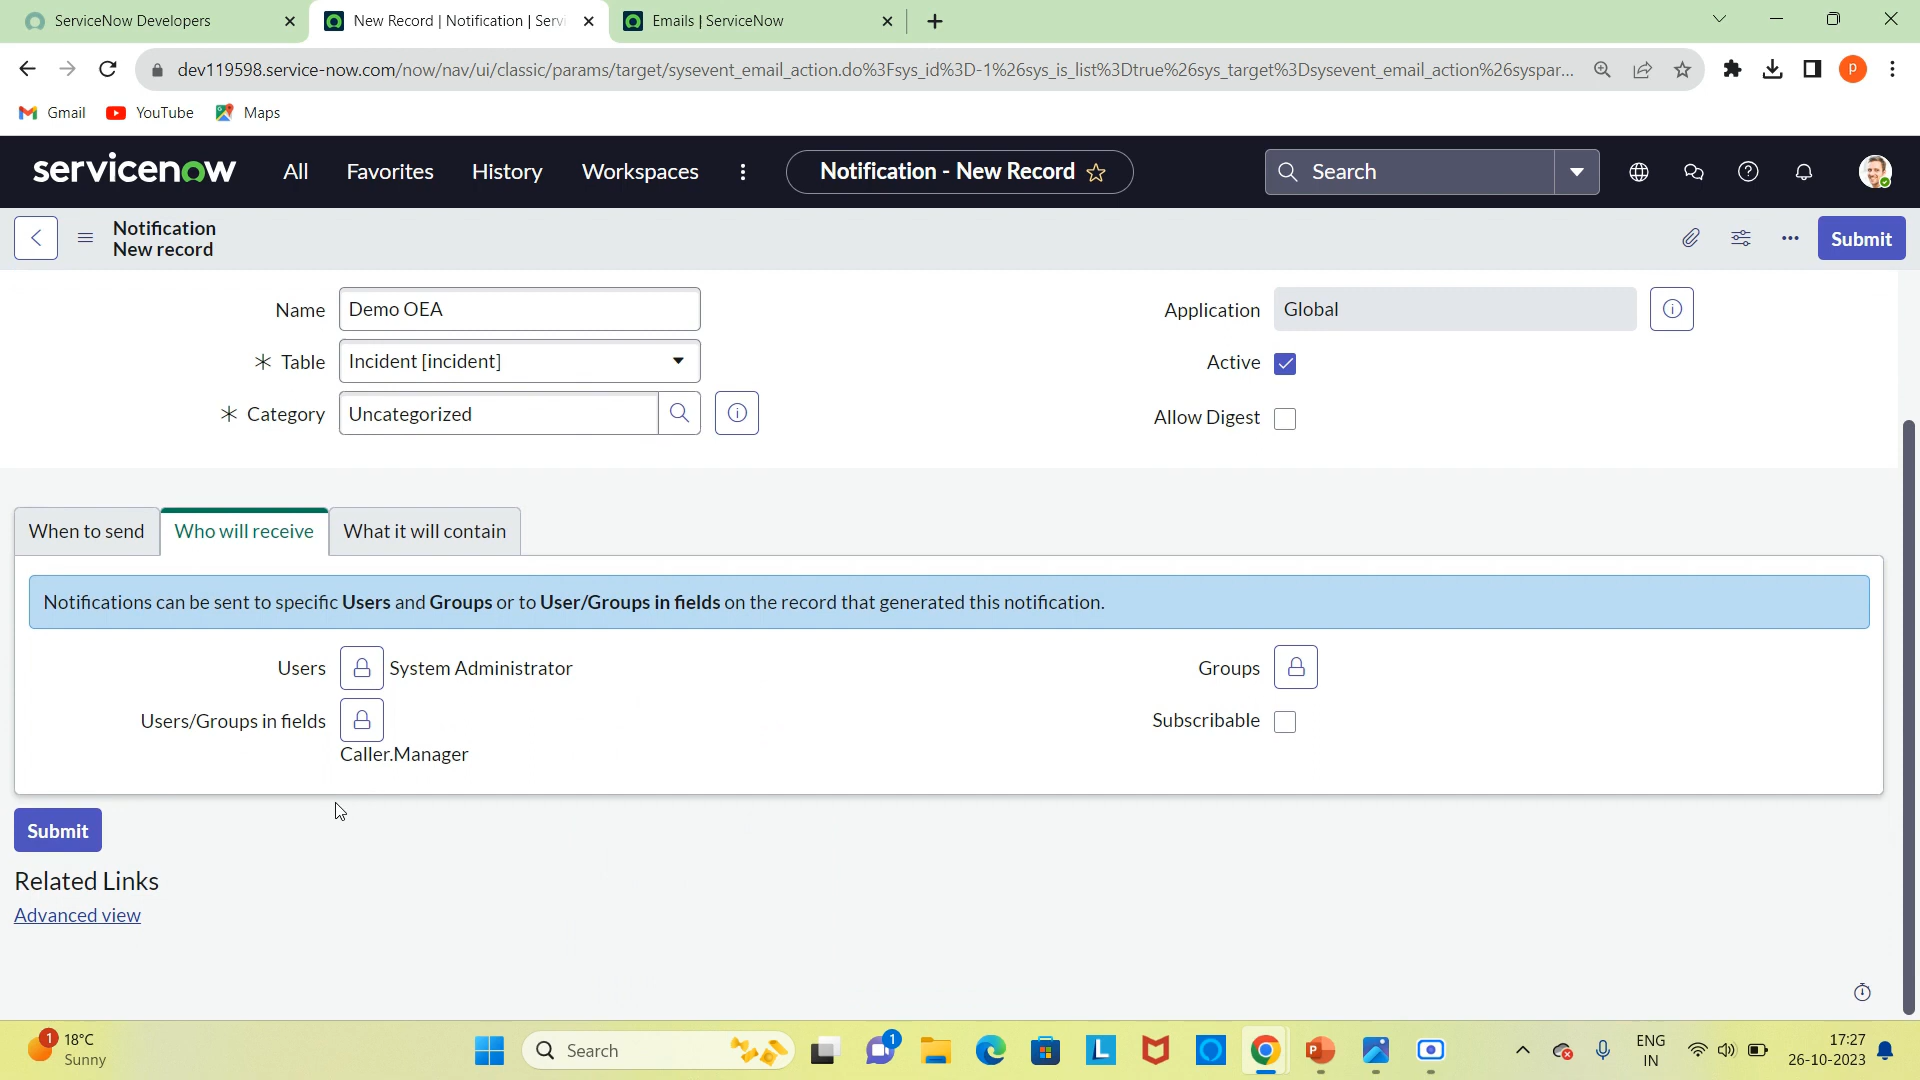 ServiceNow Developers
New Record | Notification | Servi
Emails | ServiceNow
dev119598.service-now.com/now/nav/ui/classic/params/target/sysevent_email_action.do%3Fsys_id%3D-1%26sys_is_list%3Dtrue%26sys_target%3Dsysevent_email_action%26syspar...
P
Gmail
YouTube
Maps
servicenow
All
Favorites
History
Workspaces
Notification - New Record
Search
Notification
New record
Submit
Name
Demo OEA
Application
Global
Table
Incident [incident]
Active
Category
Uncategorized
Allow Digest
When to send
Who will receive
What it will contain
Notifications can be sent to specific Users and Groups or to User/Groups in fields on the record that generated this notification.
Users
System Administrator
Groups
Users/Groups in fields
Subscribable
Caller.Manager
Submit
Related Links
Advanced view
1
18°C
Sunny
Search
1
L
P
ENG
IN
17:27
26-10-2023